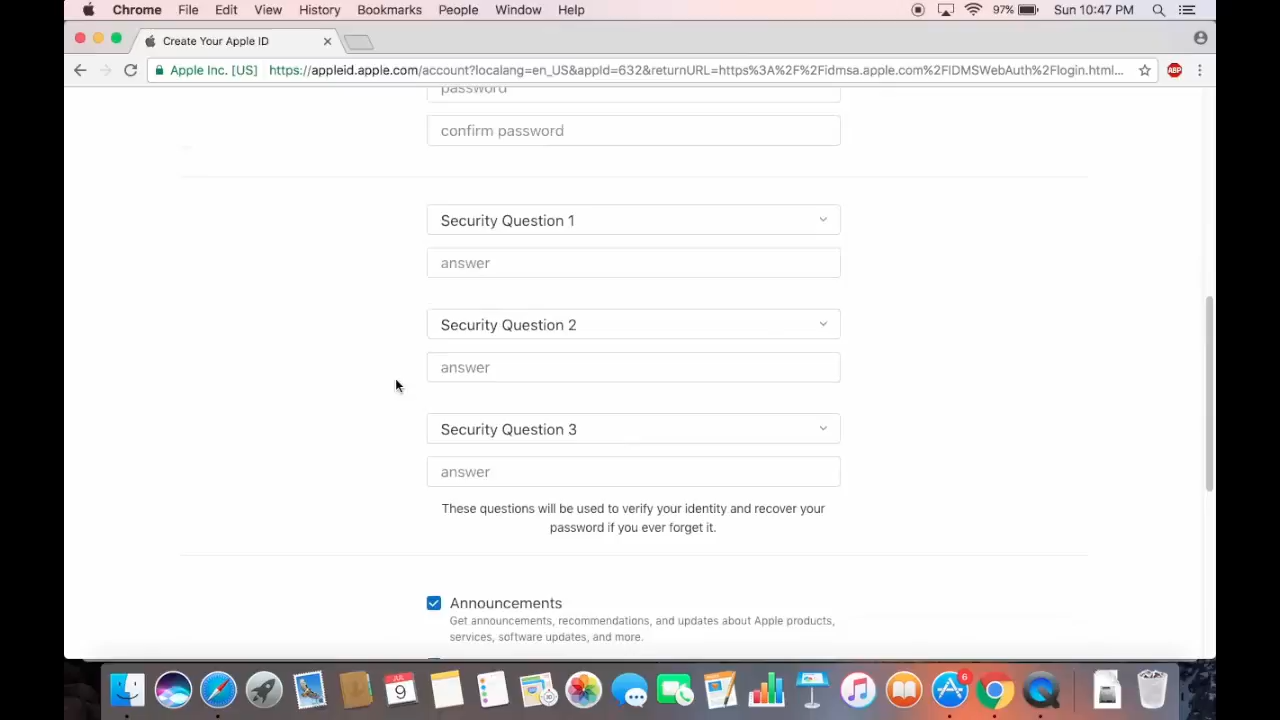 Chrome File Edit View History Bookmarks People Window Help 97% Sun 10:47 PM
Create Your Apple ID
Apple Inc. [US] https://appleid.apple.com/account?localang=en_US&appId=632&returnURL=https%3A%2F%2Fidmsa.apple.com%2FIDMSWebAuth%2Flogin.html... ABP
password
confirm password
Security Question 1
answer
Security Question 2
answer
Security Question 3
answer
These questions will be used to verify your identity and recover your
password if you ever forget it.
Announcements
Get announcements, recommendations, and updates about Apple products,
services, software updates, and more.
JUL
9
6